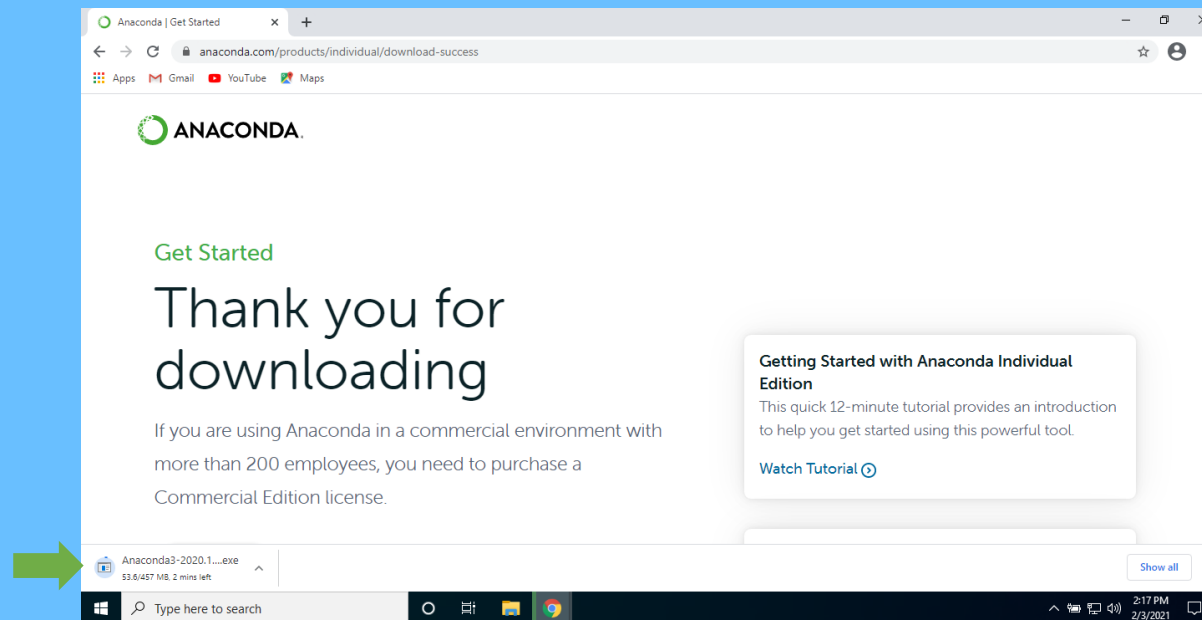 Anaconda | Get Started
anaconda.com/products/individual/download-success
Apps Gmail YouTube Maps
ANACONDA.
Get Started
Thank you for
downloading
If you are using Anaconda in a commercial environment with
more than 200 employees, you need to purchase a
Commercial Edition license.
Getting Started with Anaconda Individual
Edition
This quick 12-minute tutorial provides an introduction
to help you get started using this powerful tool.
Watch Tutorial
Anaconda3-2020.1....exe
53.6/457 MB, 2 mins left
Show all
Type here to search
2:17 PM
2/3/2021